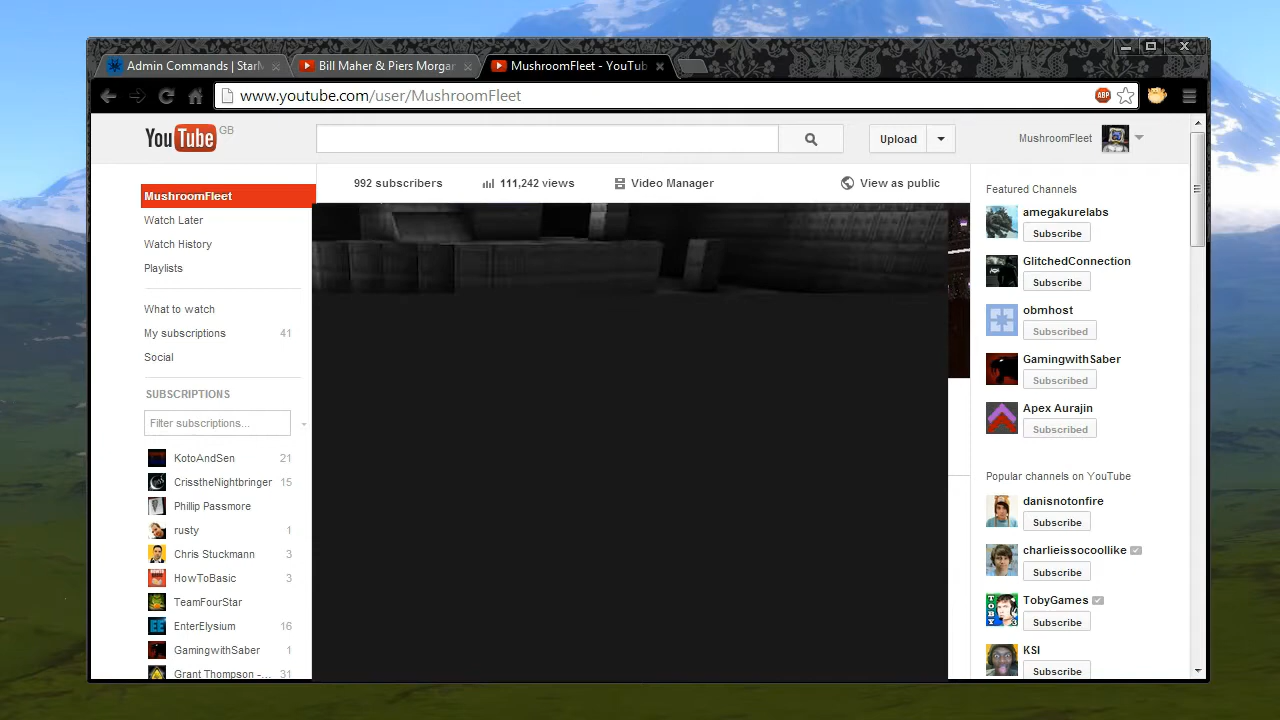 Admin Commands | StarM
Bill Maher & Piers Morgan
MushroomFleet - YouTub
www.youtube.com/user/MushroomFleet
ABP
YouTube GB
Upload
MushroomFleet
992 subscribers
111,242 views
Video Manager
View as public
MushroomFleet
Watch Later
Watch History
Playlists
What to watch
My subscriptions 41
Social
SUBSCRIPTIONS
Filter subscriptions...
KotoAndSen 21
CrisstheNightbringer 15
Phillip Passmore
rusty 1
Chris Stuckmann 3
HowToBasic 3
TeamFourStar
EnterElysium 16
GamingwithSaber 1
Grant Thompson -... 31
Featured Channels
amegakurelabs
Subscribe
GlitchedConnection
Subscribe
obmhost
Subscribed
GamingwithSaber
Subscribed
Apex Aurajin
Subscribed
Popular channels on YouTube
danisnotonfire
Subscribe
charlieissocoollike
Subscribe
TobyGames
Subscribe
KSI
Subscribe